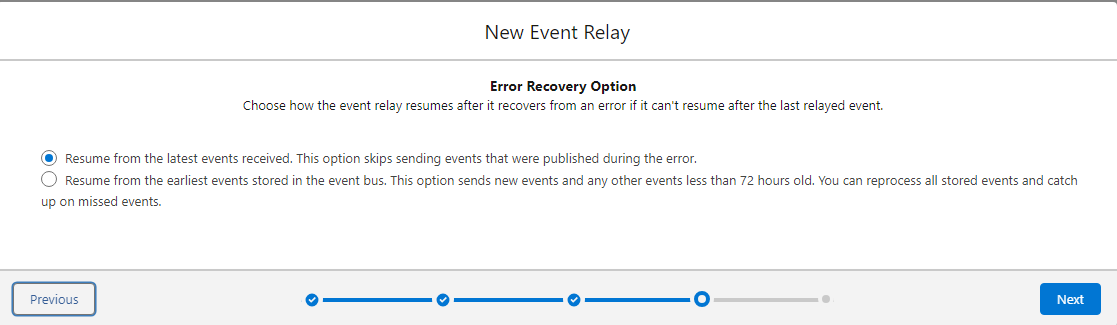 New Event Relay
Error Recovery Option
Choose how the event relay resumes after it recovers from an error if it can't resume after the last relayed event.
Resume from the latest events received. This option skips sending events that were published during the error.
Resume from the earliest events stored in the event bus. This option sends new events and any other events less than 72 hours old. You can reprocess all stored events and catch
up on missed events.
Previous
Next